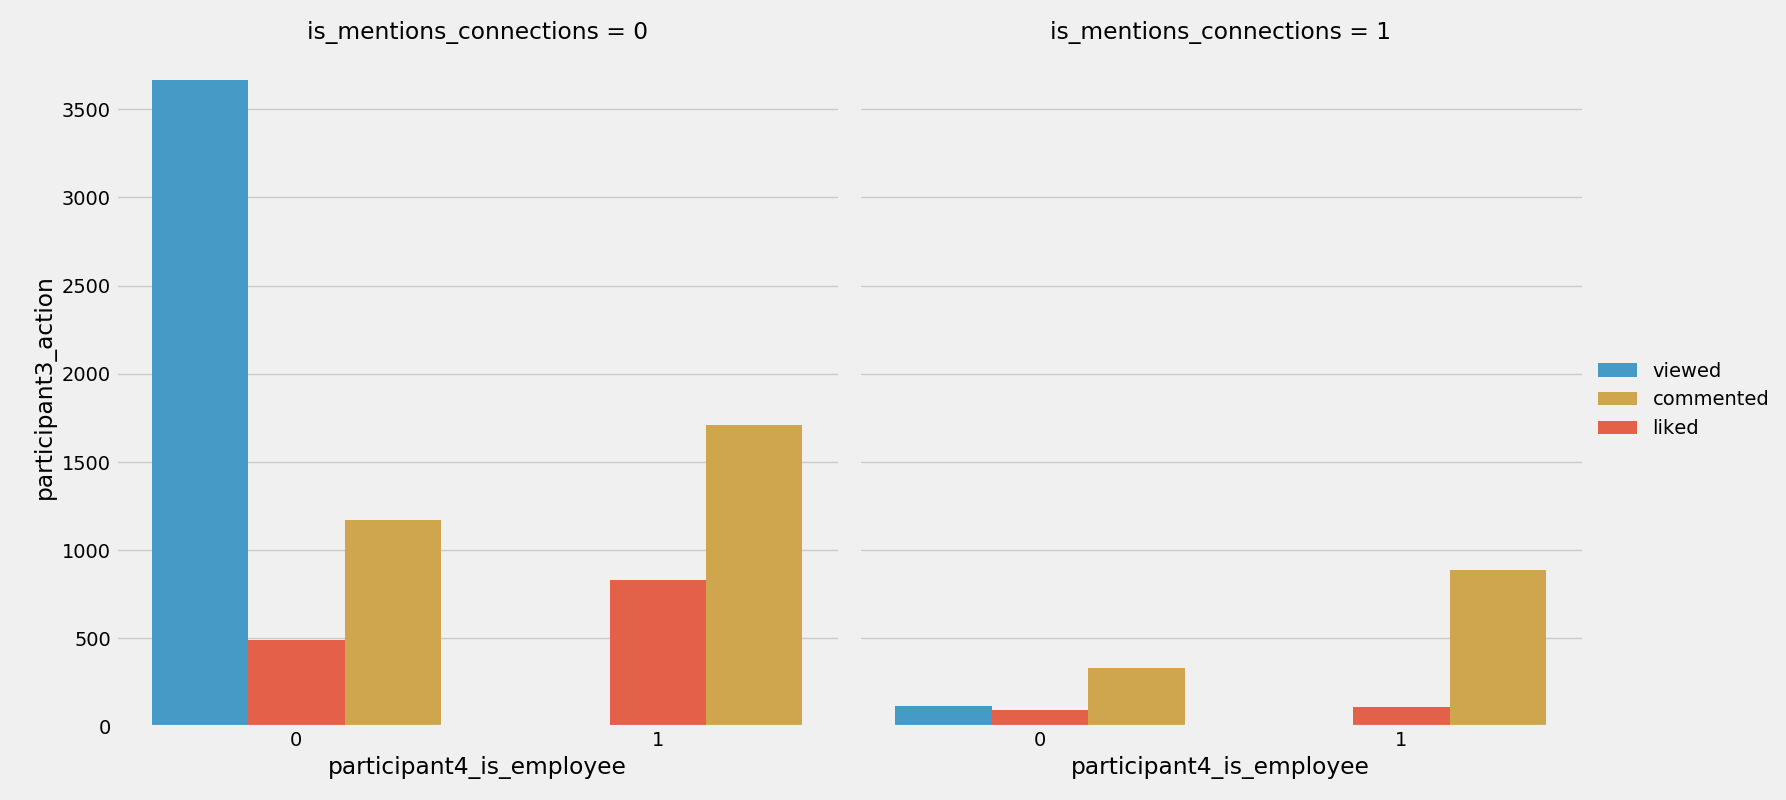 is_mentions_connections = 0
is_mentions_connections = 1
participant3_action
3500
3000
2500
2000
1500
1000
500
0
0
1
0
1
participant4_is_employee
participant4_is_employee
viewed
commented
liked